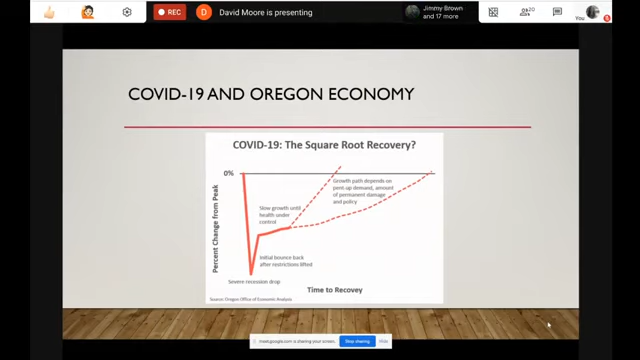 REC
D
David Moore is presenting
Jimmy Brown
and 17 more
20
You
COVID-19 AND OREGON ECONOMY
COVID-19: The Square Root Recovery?
0%
Growth path depends on
pent-up demand, amount
of permanent damage
and policy
Slow growth until
health under
control
Percent Change from Peak
Initial bounce back
after restrictions lifted
Severe recession drop
Time to Recovey
Source: Oregon Office of Economic Analysis
meet.google.com is sharing your screen.
Stop sharing
Hide